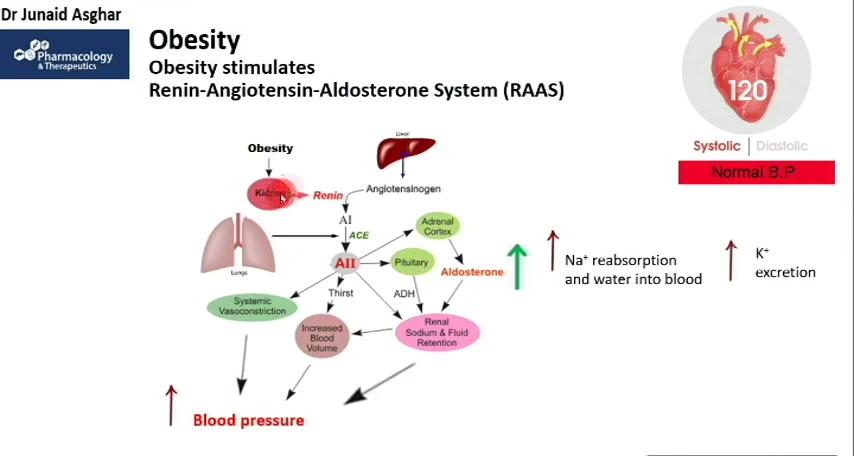 Dr Junaid Asghar
Pharmacology
& Therapeutics
Obesity
Obesity stimulates
Renin-Angiotensin-Aldosterone System (RAAS)
120
Systolic | Diastolic
Normal B.P.
Liver
Obesity
Kidney
Renin
Angiotensinogen
AI
ACE
Lungs
AII
Adrenal
Cortex
Pituitary
Aldosterone
Thirst
ADH
Systemic
Vasoconstriction
Increased
Blood
Volume
Renal
Sodium & Fluid
Retention
Na⁺ reabsorption
and water into blood
K⁺
excretion
Blood pressure